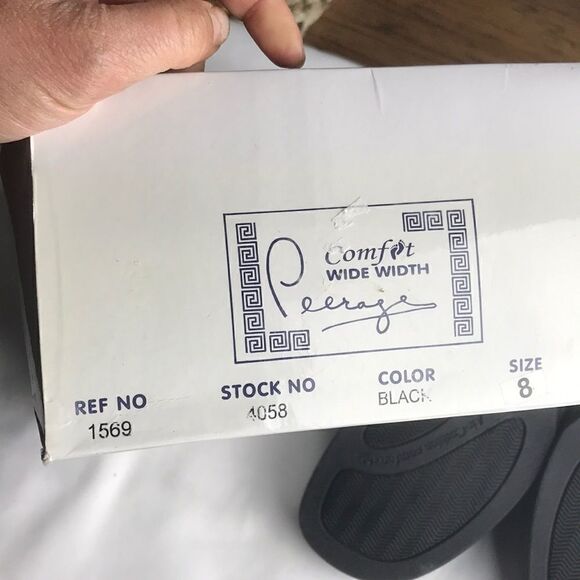 Comfort
WIDE WIDTH
Peerage
REF NO
1569
STOCK NO
4058
COLOR
BLACK
SIZE
8